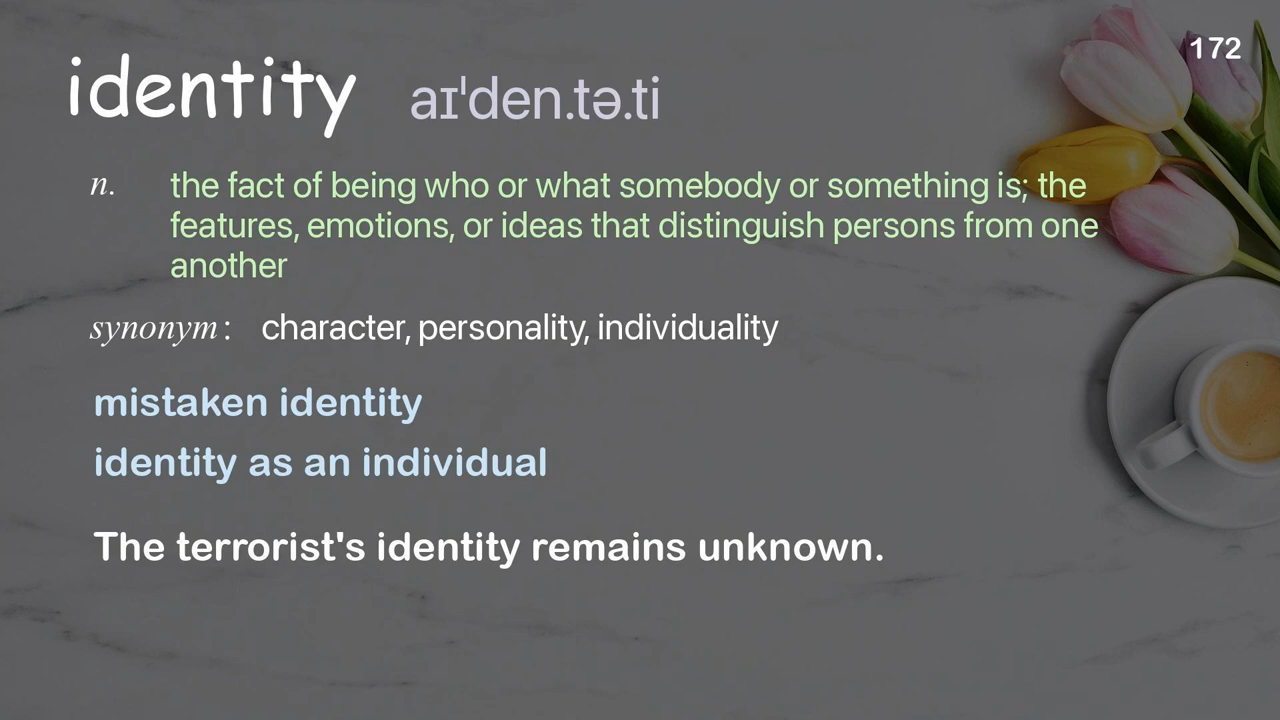 172
identity aɪˈden.tə.ti
n. the fact of being who or what somebody or something is; the
features, emotions, or ideas that distinguish persons from one
another
synonym: character, personality, individuality
mistaken identity
identity as an individual
The terrorist's identity remains unknown.